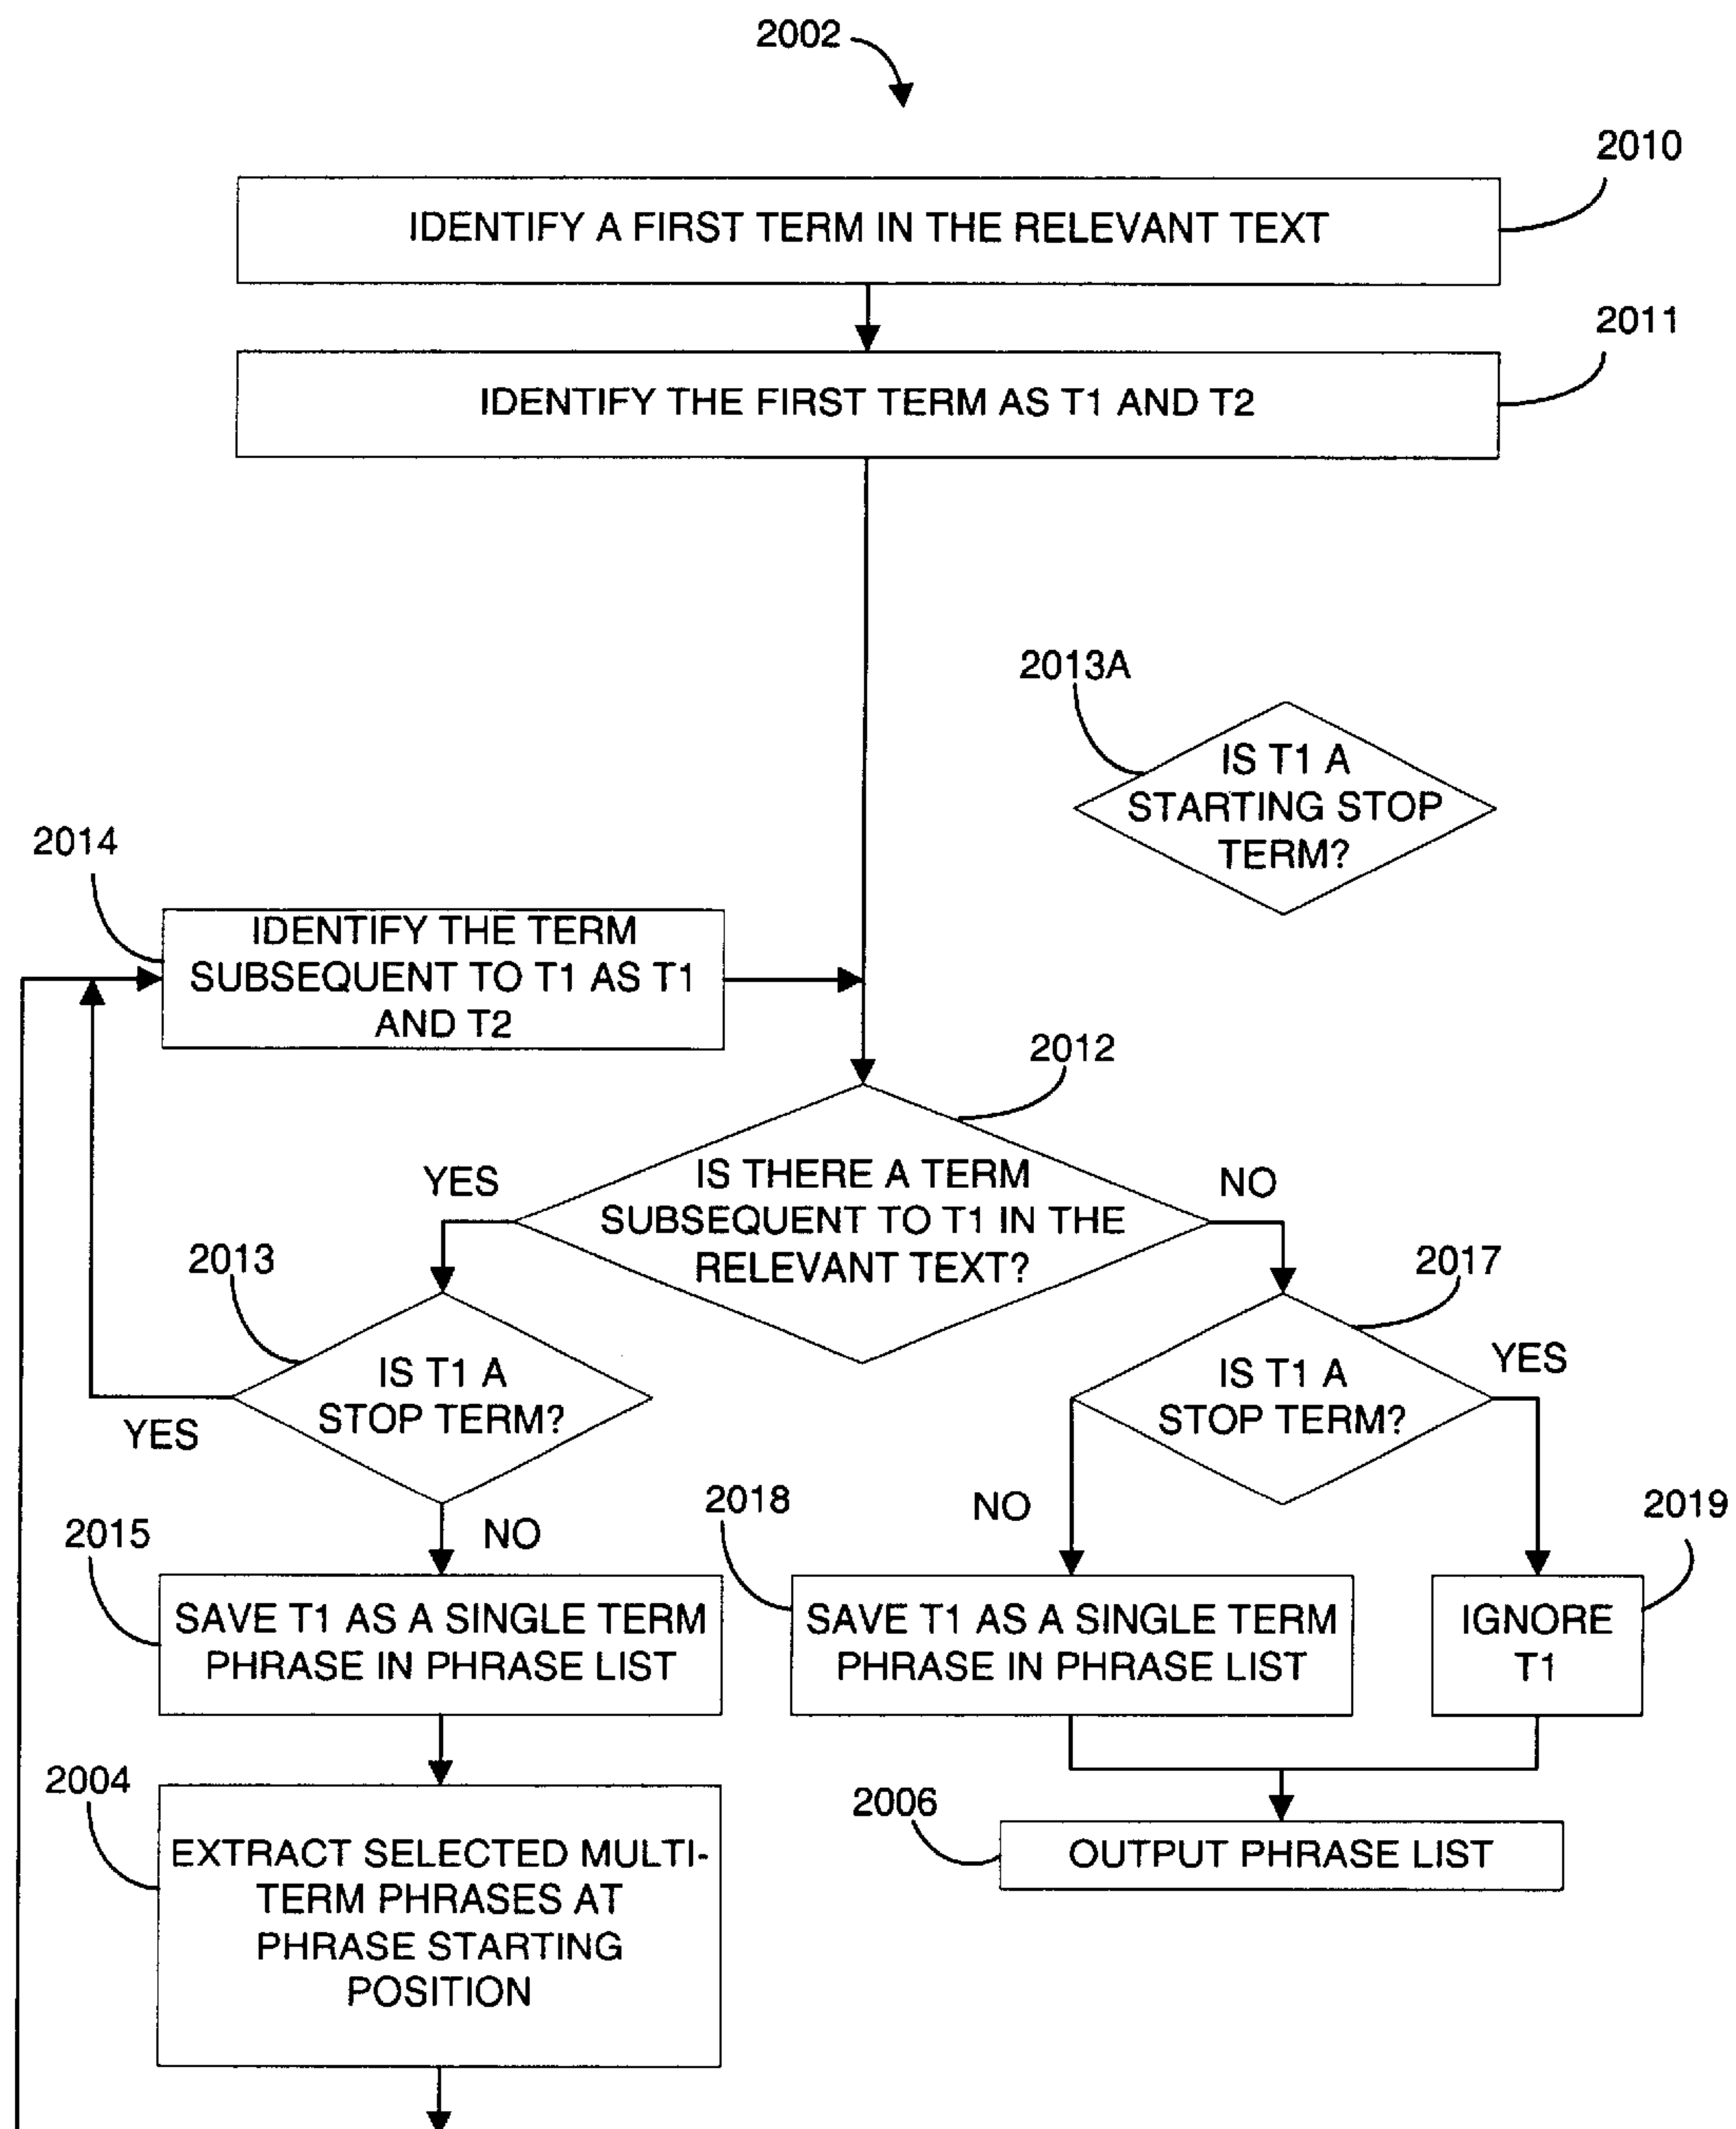 2002
2010
IDENTIFY A FIRST TERM IN THE RELEVANT TEXT
2011
IDENTIFY THE FIRST TERM AS T1 AND T2
2013A
IS T1 A
STARTING STOP
TERM?
2014
IDENTIFY THE TERM
SUBSEQUENT TO T1 AS T1
AND T2
2012
YES
IS THERE A TERM
SUBSEQUENT TO T1 IN THE
RELEVANT TEXT?
NO
2013
IS T1 A
STOP TERM?
YES
NO
2017
IS T1 A
STOP TERM?
YES
NO
2015
SAVE T1 AS A SINGLE TERM
PHRASE IN PHRASE LIST
2018
SAVE T1 AS A SINGLE TERM
PHRASE IN PHRASE LIST
2019
IGNORE
T1
2004
EXTRACT SELECTED MULTI-
TERM PHRASES AT
PHRASE STARTING
POSITION
2006
OUTPUT PHRASE LIST